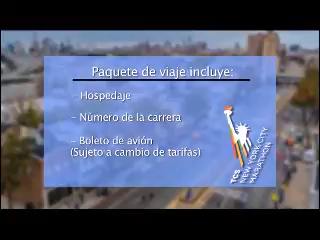 Paquete de viaje incluye:
- Hospedaje
- Número de la carrera
- Boleto de avión
(Sujeto a cambio de tarifas)
TCS
NEW YORK CITY
MARATHON